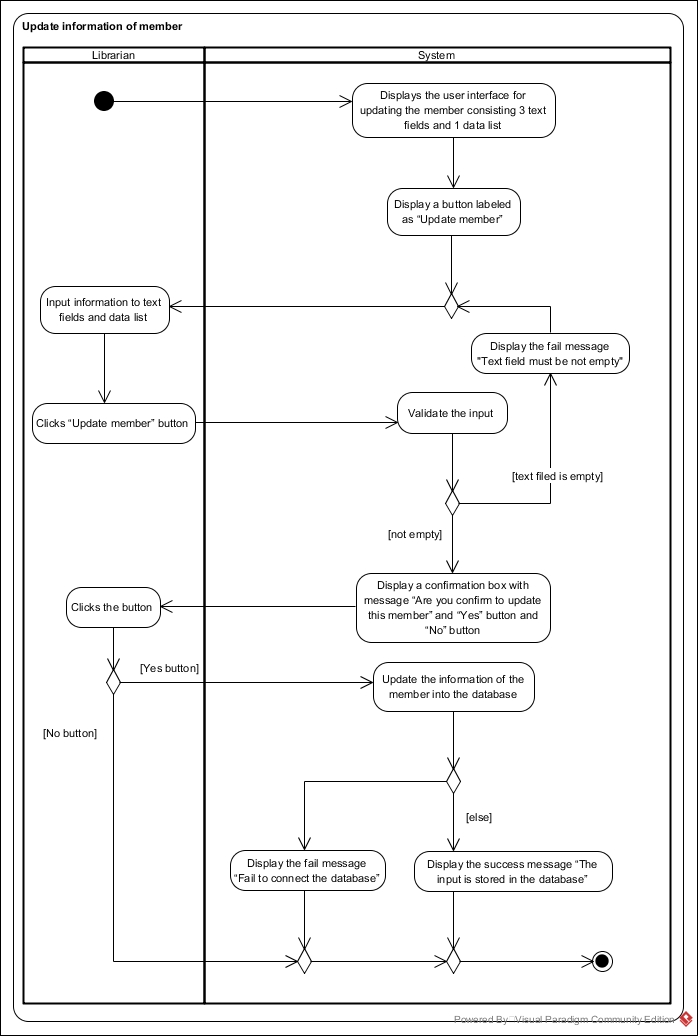 Update information of member
Librarian
System
Displays the user interface for
updating the member consisting 3 text
fields and 1 data list
Display a button labeled
as “Update member”
Input information to text
fields and data list
Display the fail message
"Text field must be not empty"
Clicks “Update member” button
Validate the input
[text filed is empty]
[not empty]
Display a confirmation box with
message “Are you confirm to update
this member” and “Yes” button and
“No” button
Clicks the button
[Yes button]
Update the information of the
member into the database
[No button]
[else]
Display the fail message
“Fail to connect the database”
Display the success message “The
input is stored in the database”
Powered By Visual Paradigm Community Edition